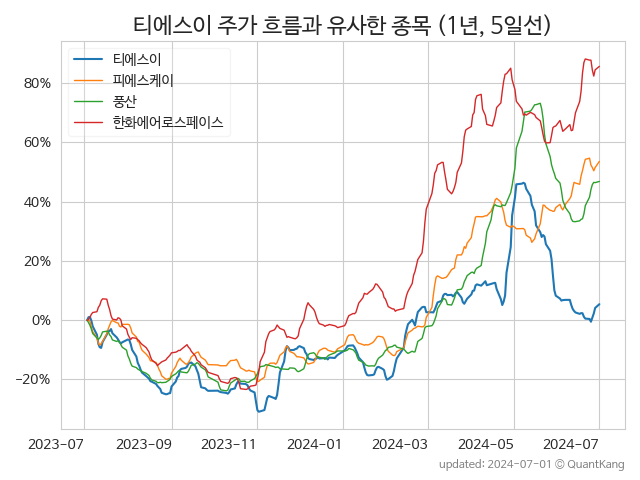 티에스이 주가 흐름과 유사한 종목 (1년, 5일선)
티에스이
피에스케이
풍산
한화에어로스페이스
80%
60%
40%
20%
0%
−20%
2023-07 2023-09 2023-11 2024-01 2024-03 2024-05 2024-07
updated: 2024-07-01 © QuantKang